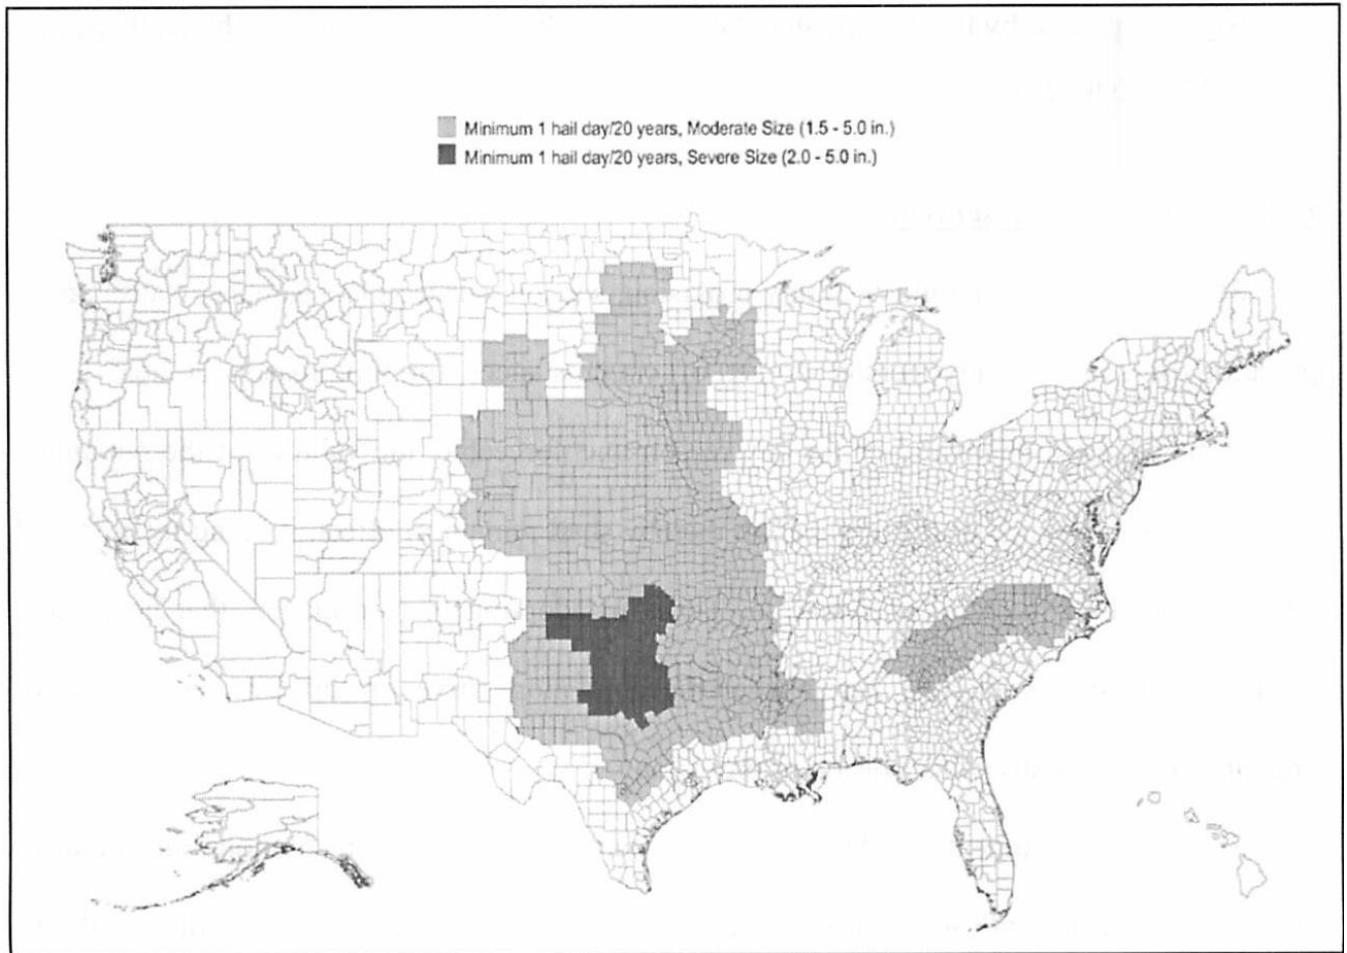 Minimum 1 hail day/20 years, Moderate Size (1.5 - 5.0 in.)
Minimum 1 hail day/20 years, Severe Size (2.0 - 5.0 in.)